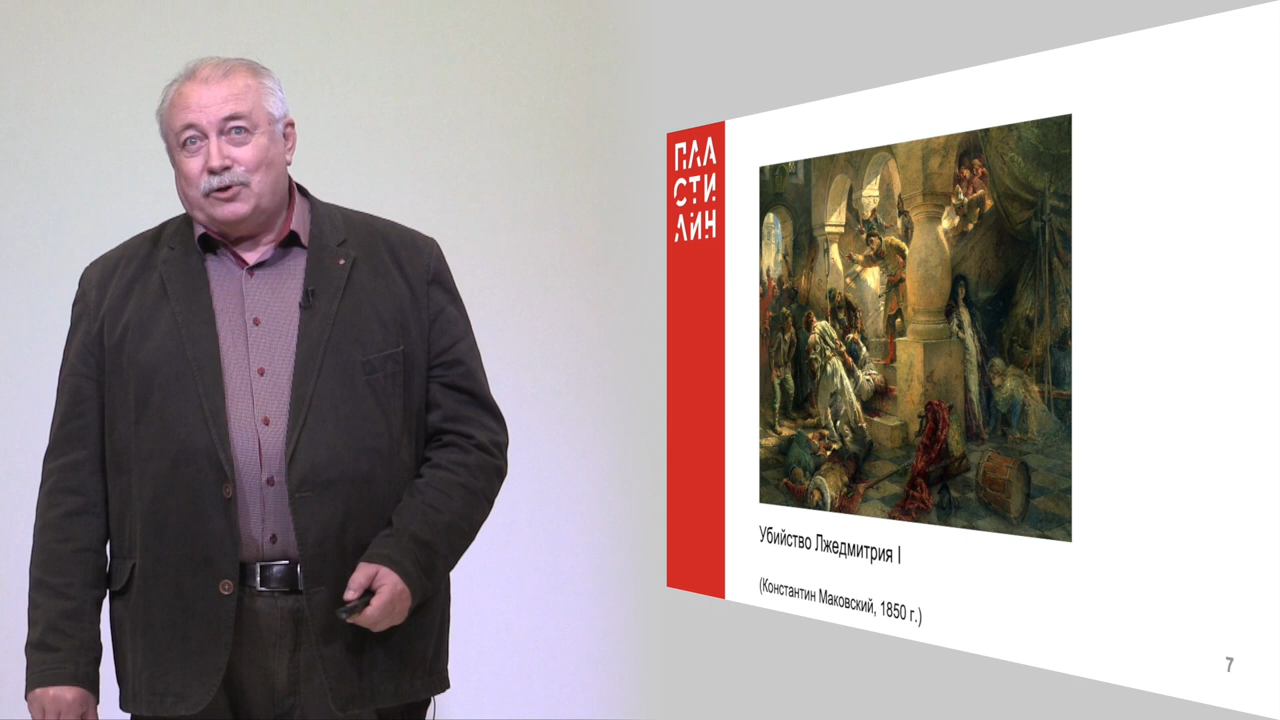 ПЛА
СТИ
ЛИН
Убийство Лжедмитрия I
(Константин Маковский, 1850 г.)
7